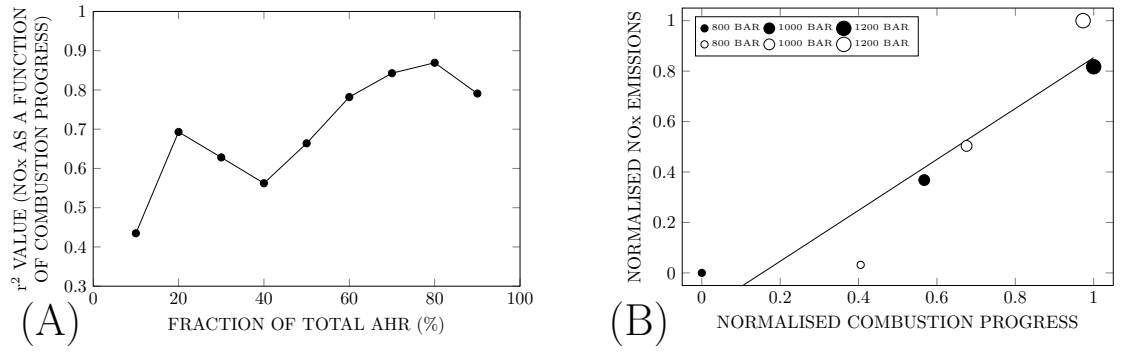 1
0.9
0.8
0.7
0.6
0.5
0.4
0.3
0 20 40 60 80 100
r² VALUE (NOx AS A FUNCTION
OF COMBUSTION PROGRESS)
FRACTION OF TOTAL AHR (%)
(A)
800 BAR 1000 BAR 1200 BAR
800 BAR 1000 BAR 1200 BAR
1
0.8
0.6
0.4
0.2
0
0 0.2 0.4 0.6 0.8 1
NORMALISED NOx EMISSIONS
NORMALISED COMBUSTION PROGRESS
(B)